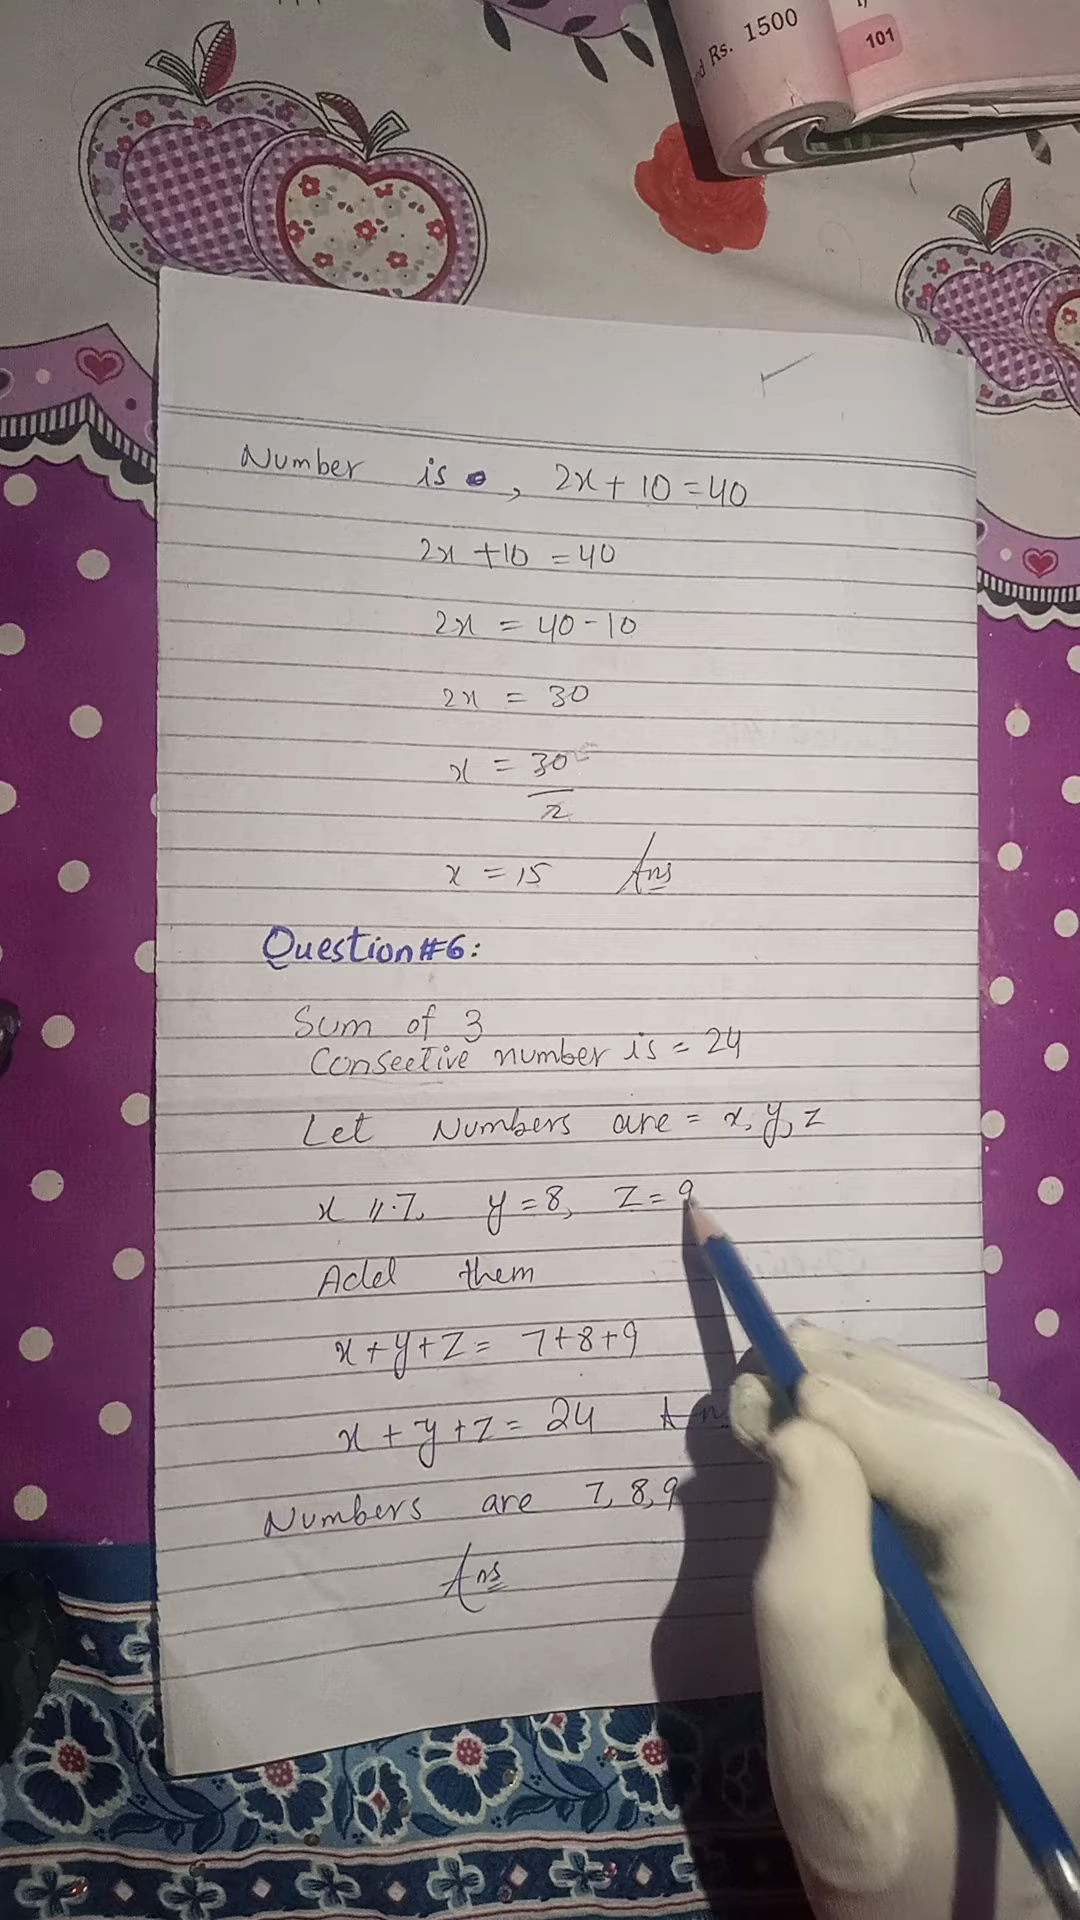 nd Rs. 1500
101
Number is , 2x + 10 = 40
2x + 10 = 40
2x = 40 - 10
2x = 30
x = 30
2
x = 15 Ans
Question#6:
Sum of 3
Consective number is = 24
Let Numbers are = x, y, z
x = 7, y = 8, z = 9
Add them
x + y + z = 7 + 8 + 9
x + y + z = 24 An
Numbers are 7, 8, 9
Ans